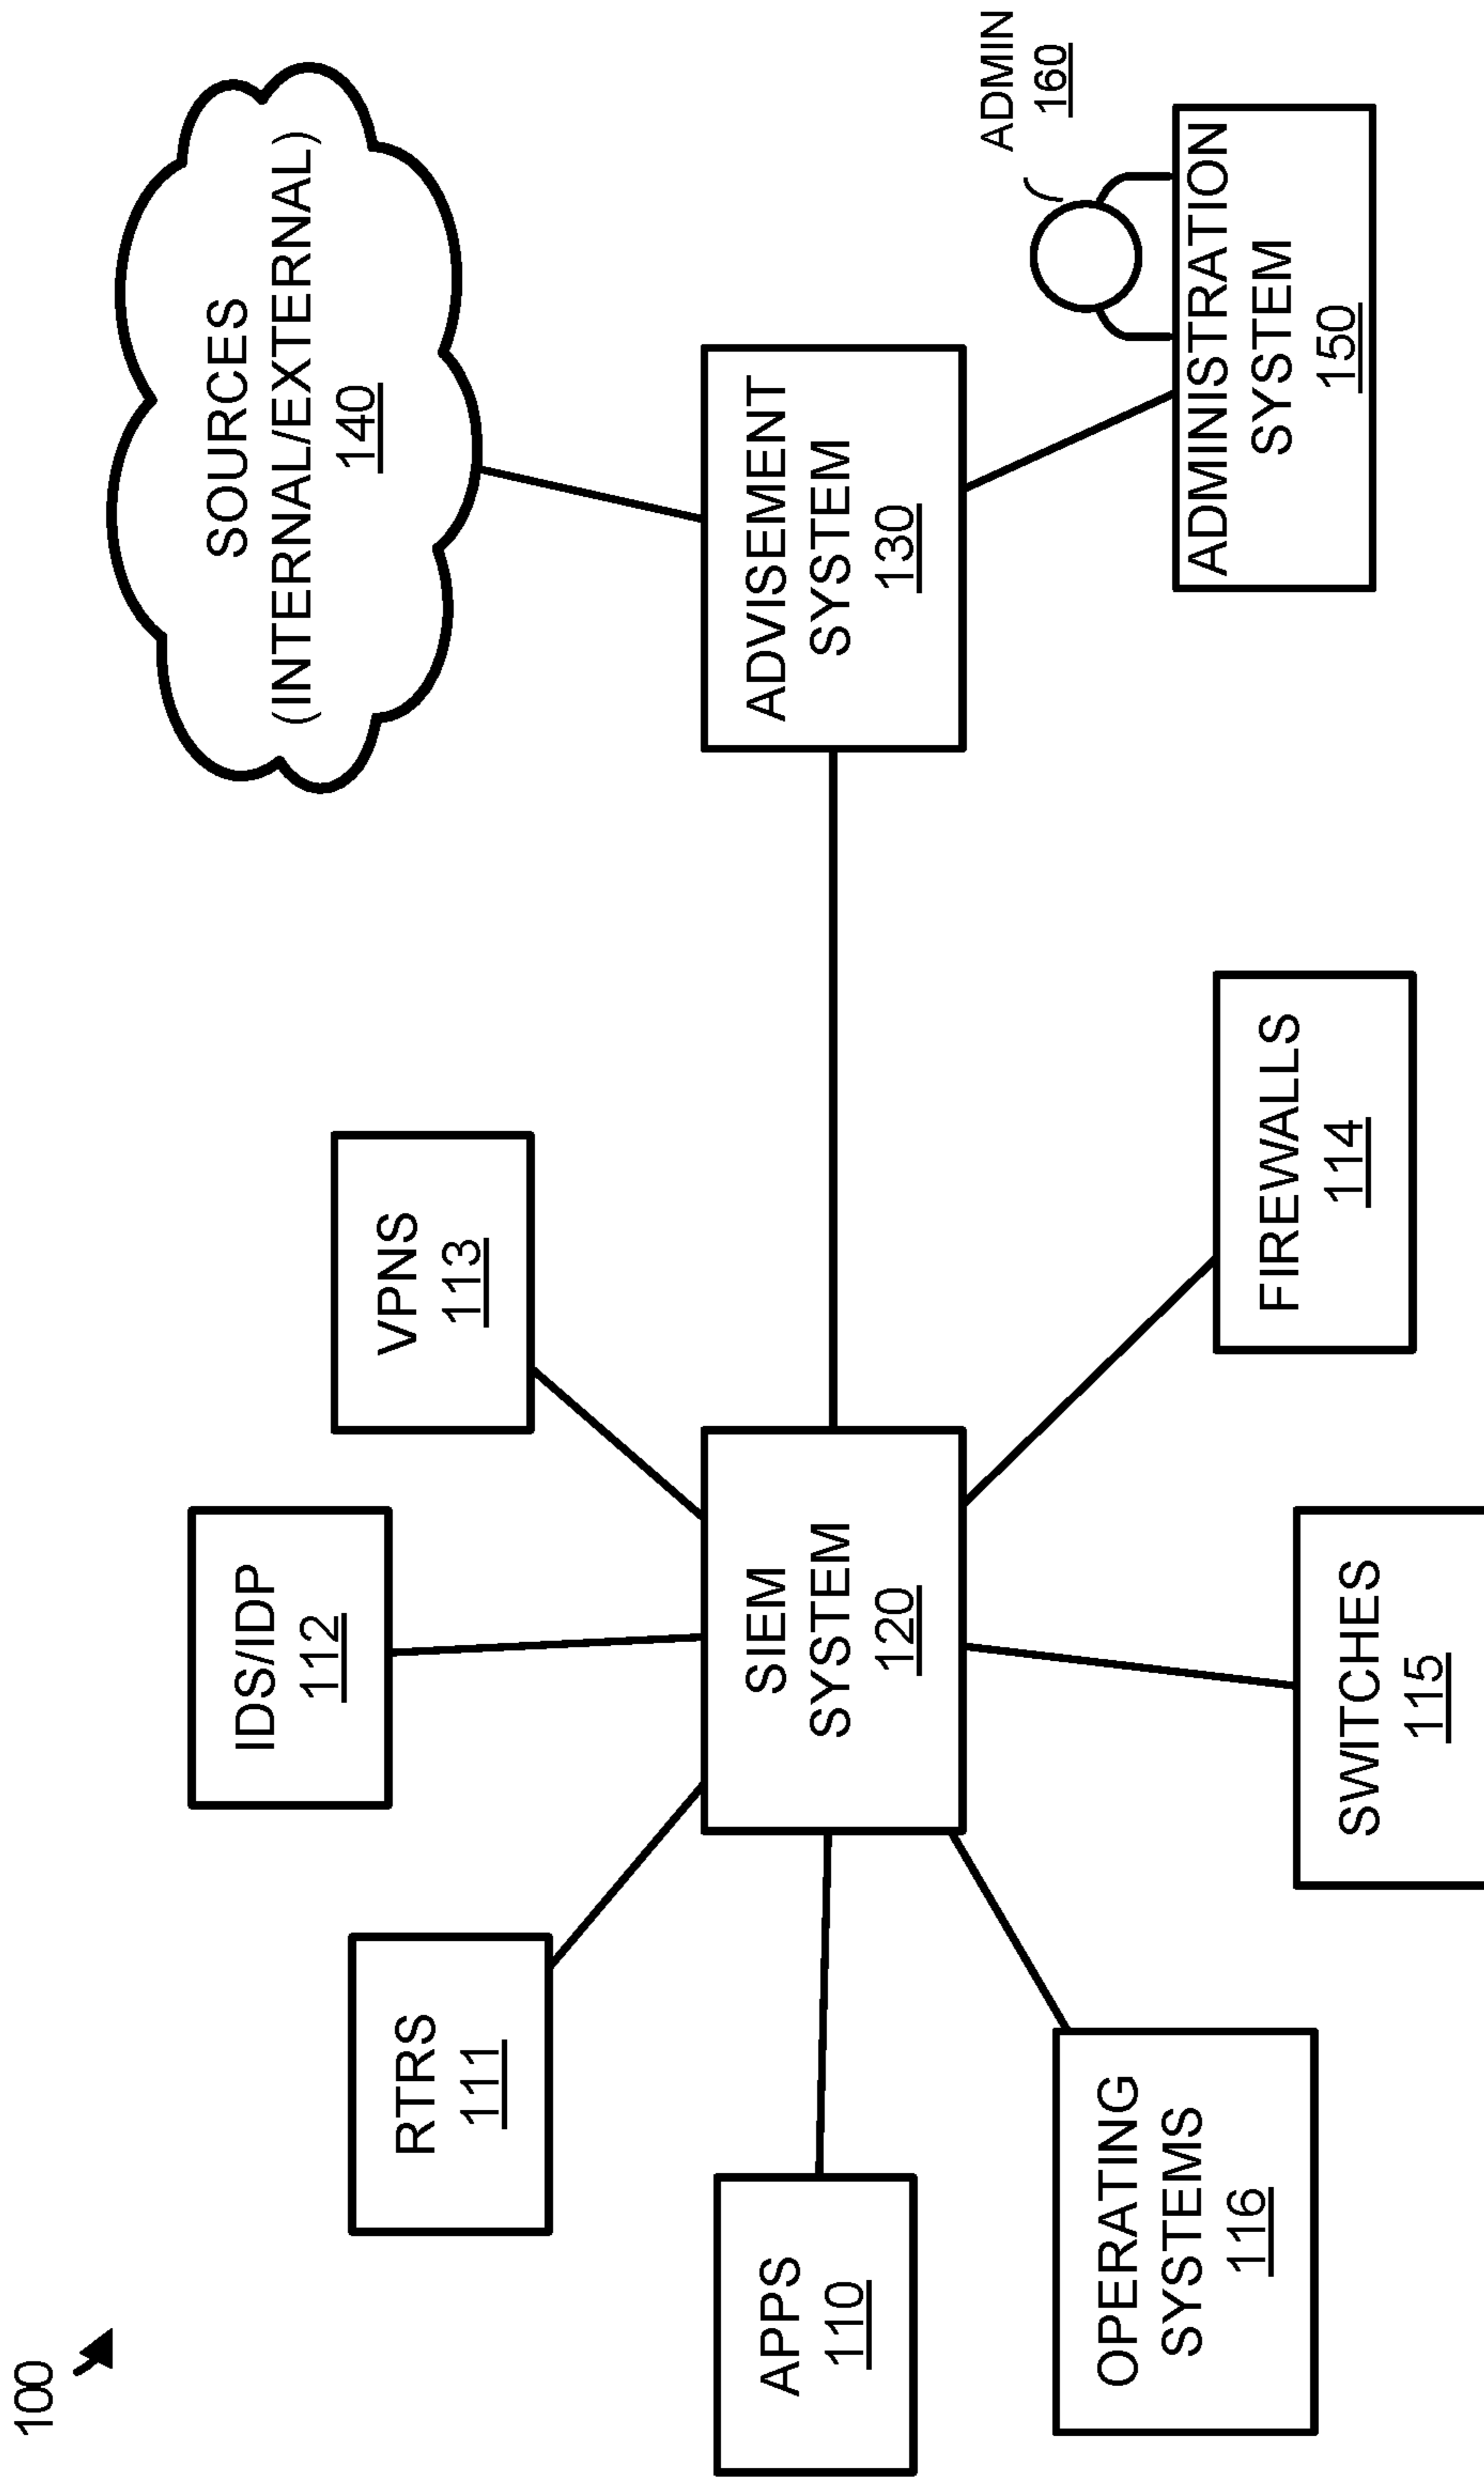 100
SOURCES
(INTERNAL/EXTERNAL)
140
IDS/IDP
112
VPNS
113
RTRS
111
ADVISEMENT
SYSTEM
130
SIEM
SYSTEM
120
APPS
110
ADMIN
160
ADMINISTRATION
SYSTEM
150
OPERATING
SYSTEMS
116
FIREWALLS
114
SWITCHES
115